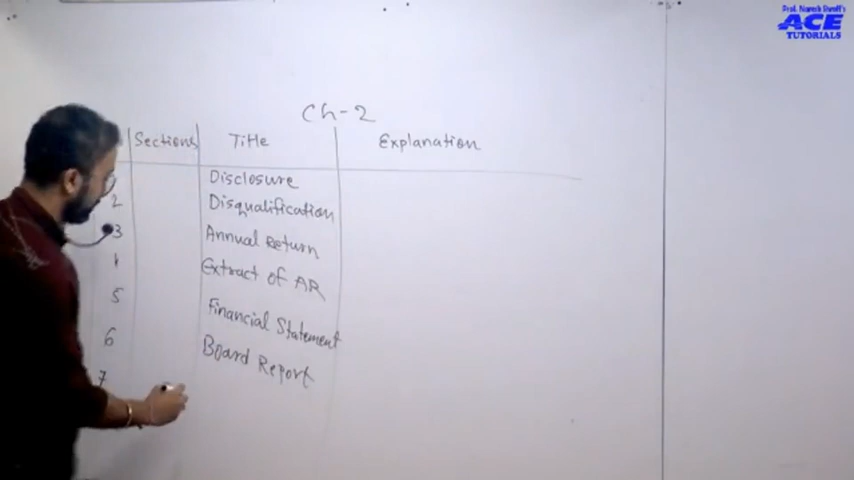 Prof. Naresh Shroff's
ACE
TUTORIALS
Ch-2
Sections Title Explanation
Disclosure
2 Disqualification
3 Annual Return
4 Extract of AR
5 Financial Statement
6 Board Report
7